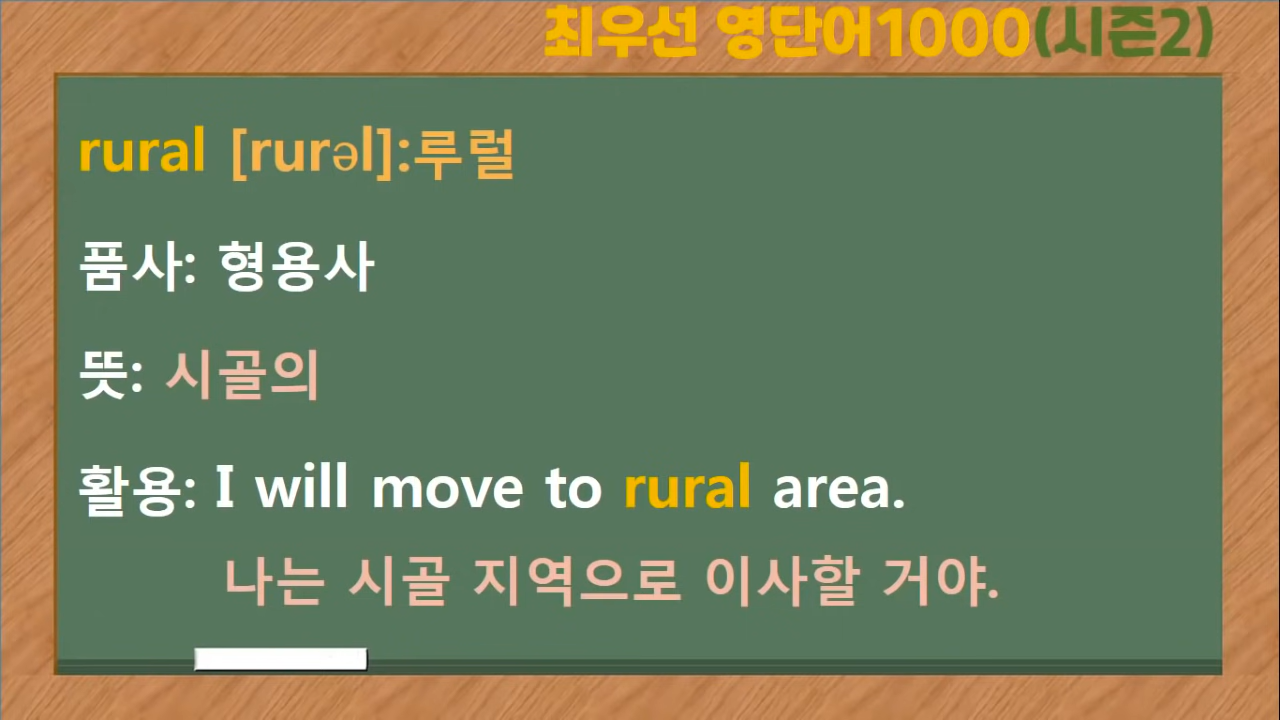 최우선 영단어1000(시즌2)
rural [rurəl]:루럴
품사: 형용사
뜻: 시골의
활용: I will move to rural area.
나는 시골 지역으로 이사할 거야.